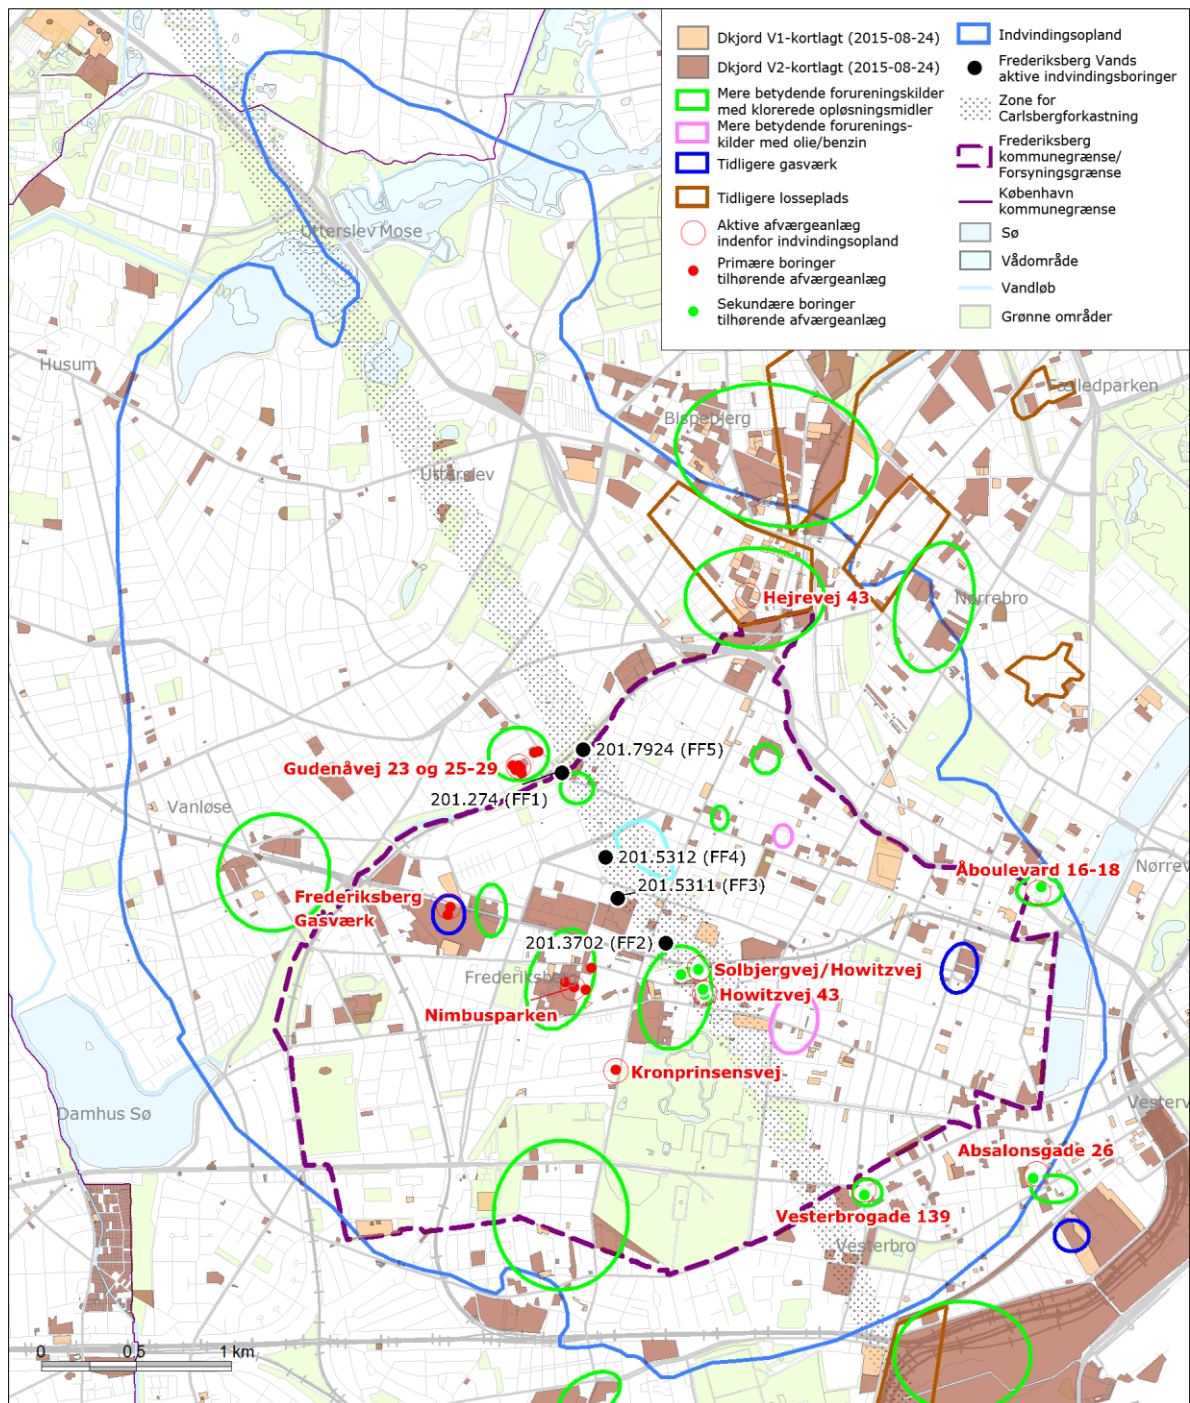 Dkjord V1-kortlagt (2015-08-24)
Dkjord V2-kortlagt (2015-08-24)
Mere betydende forureningskilder
med klorerede opløsningsmidler
Mere betydende forurenings-
kilder med olie/benzin
Tidligere gasværk
Tidligere losseplads
Aktive afværgeanlæg
indenfor indvindingsopland
Primære boringer
tilhørende afværgeanlæg
Sekundære boringer
tilhørende afværgeanlæg
Indvindingsopland
Frederiksberg Vands
aktive indvindingsboringer
Zone for
Carlsbergforkastning
Frederiksberg
kommunegrænse/
Forsyningsgrænse
København
kommunegrænse
Sø
Vådområde
Vandløb
Grønne områder
Utterslev Mose
Husum
Fælledparken
Bispebjerg
Utterslev
Hejrevej 43
Nørrebro
201.7924 (FF5)
Gudenåvej 23 og 25-29
201.274 (FF1)
Vanløse
201.5312 (FF4)
Nørrev
Åboulevard 16-18
201.5311 (FF3)
Frederiksberg
Gasværk
201.3702 (FF2)
Frederiksberg
Solbjergvej/Howitzvej
Howitzvej 43
Nimbusparken
Kronprinsensvej
Damhus Sø
Vesterv
Absalonsgade 26
Vesterbrogade 139
Vesterbro
0 0,5 1 km